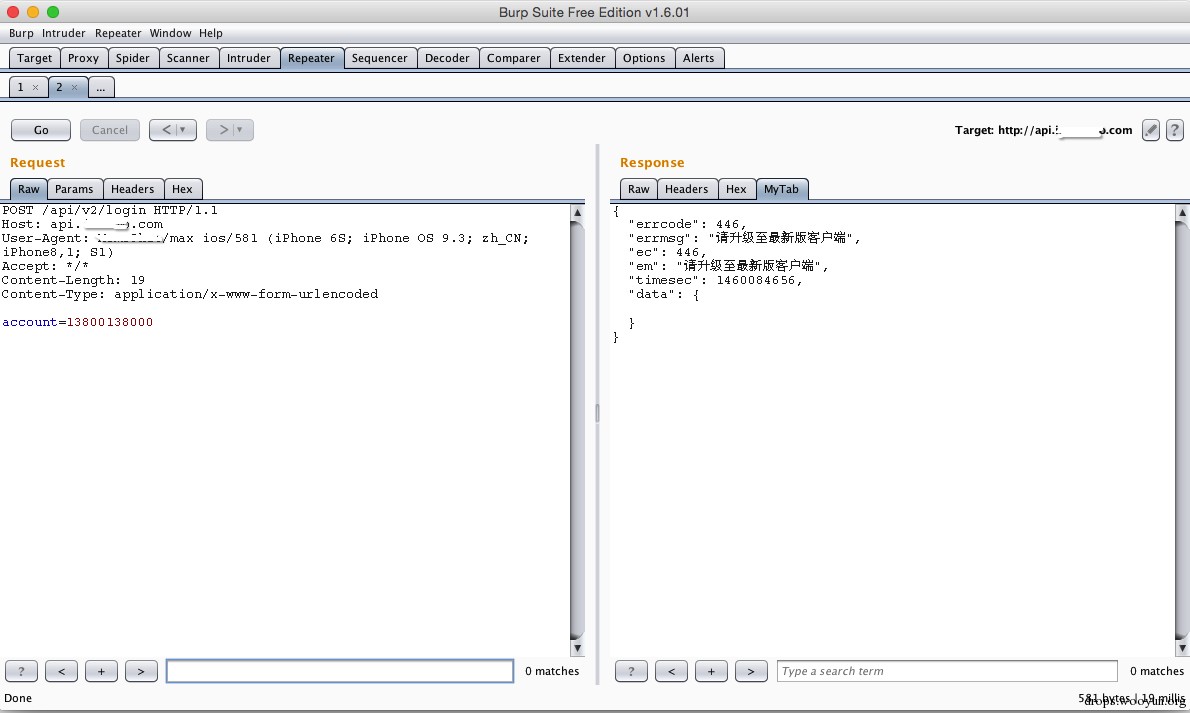 Burp Suite Free Edition v1.6.01
Burp Intruder Repeater Window Help
Target Proxy Spider Scanner Intruder Repeater Sequencer Decoder Comparer Extender Options Alerts
1 × 2 × ...
Go Cancel < ▼ > ▼ Target: http://api. .com ?
Request
Raw Params Headers Hex
POST /api/v2/login HTTP/1.1
Host: api. .com
User-Agent: /max ios/581 (iPhone 6S; iPhone OS 9.3; zh_CN;
iPhone8,1; S1)
Accept: */*
Content-Length: 19
Content-Type: application/x-www-form-urlencoded
account=13800138000
? < + > 0 matches
Done
Response
Raw Headers Hex MyTab
{
"errcode": 446,
"errmsg": "请升级至最新版客户端",
"ec": 446,
"em": "请升级至最新版客户端",
"timesec": 1460084656,
"data": {
}
}
? < + > Type a search term 0 matches
581 bytes | 19 millis
drops.wooyun.org